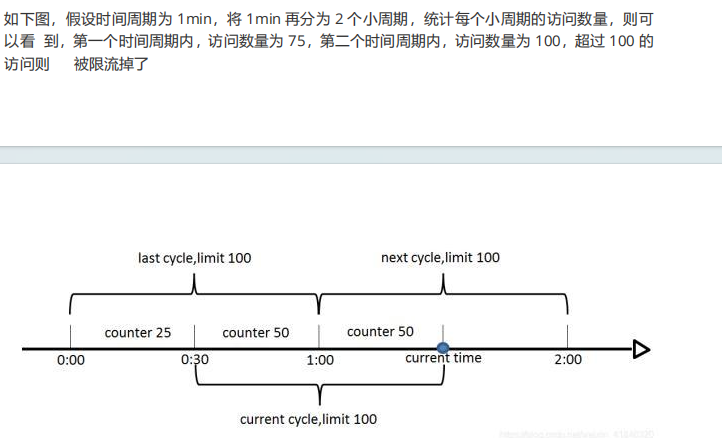 如下图，假设时间周期为 1min，将 1min 再分为 2 个小周期，统计每个小周期的访问数量，则可
以看 到，第一个时间周期内，访问数量为 75，第二个时间周期内，访问数量为 100，超过 100 的
访问则 被限流掉了
last cycle,limit 100 next cycle,limit 100
counter 25 counter 50 counter 50
0:00 0:30 1:00 current time 2:00
current cycle,limit 100